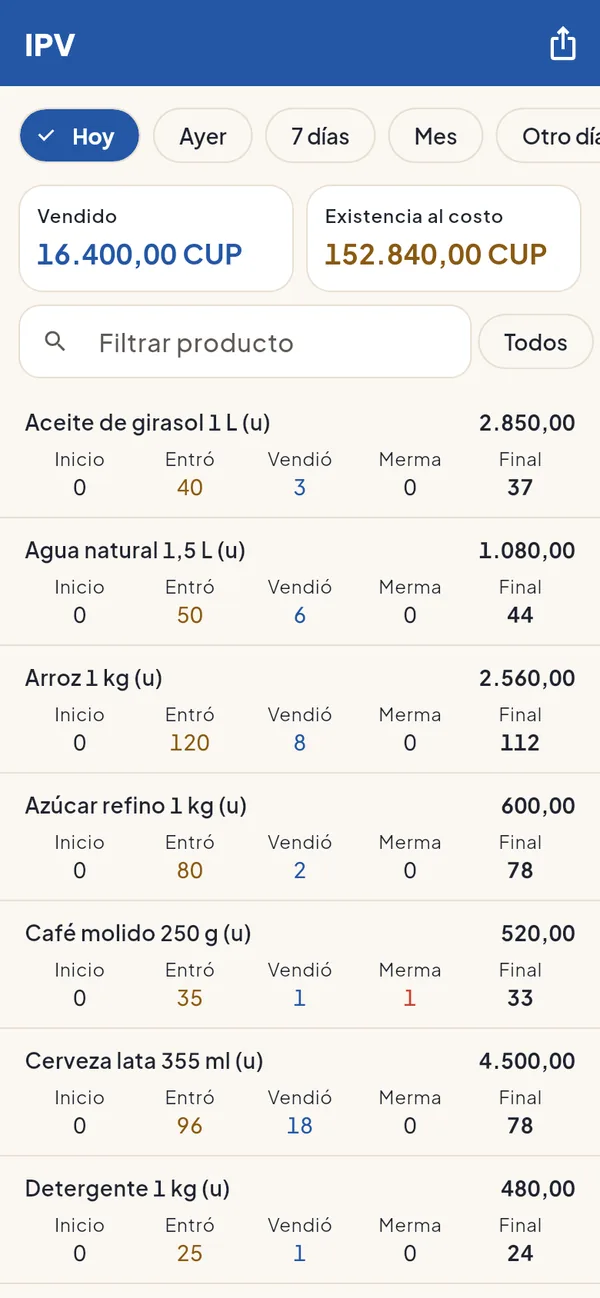 IPV
Hoy Ayer 7 días Mes Otro día
Vendido Existencia al costo
16.400,00 CUP 152.840,00 CUP
Filtrar producto Todos
Aceite de girasol 1 L (u) 2.850,00
Inicio Entró Vendió Merma Final
0 40 3 0 37
Agua natural 1,5 L (u) 1.080,00
Inicio Entró Vendió Merma Final
0 50 6 0 44
Arroz 1 kg (u) 2.560,00
Inicio Entró Vendió Merma Final
0 120 8 0 112
Azúcar refino 1 kg (u) 600,00
Inicio Entró Vendió Merma Final
0 80 2 0 78
Café molido 250 g (u) 520,00
Inicio Entró Vendió Merma Final
0 35 1 1 33
Cerveza lata 355 ml (u) 4.500,00
Inicio Entró Vendió Merma Final
0 96 18 0 78
Detergente 1 kg (u) 480,00
Inicio Entró Vendió Merma Final
0 25 1 0 24